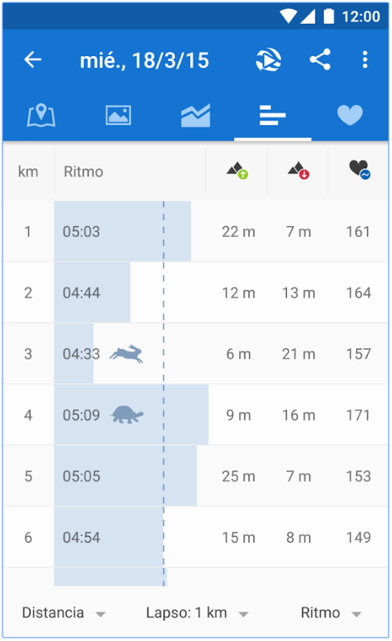 12:00
mié., 18/3/15
km Ritmo
1 05:03 22 m 7 m 161
2 04:44 12 m 13 m 164
3 04:33 6 m 21 m 157
4 05:09 9 m 16 m 171
5 05:05 25 m 7 m 153
6 04:54 15 m 8 m 149
Distancia Lapso: 1 km Ritmo